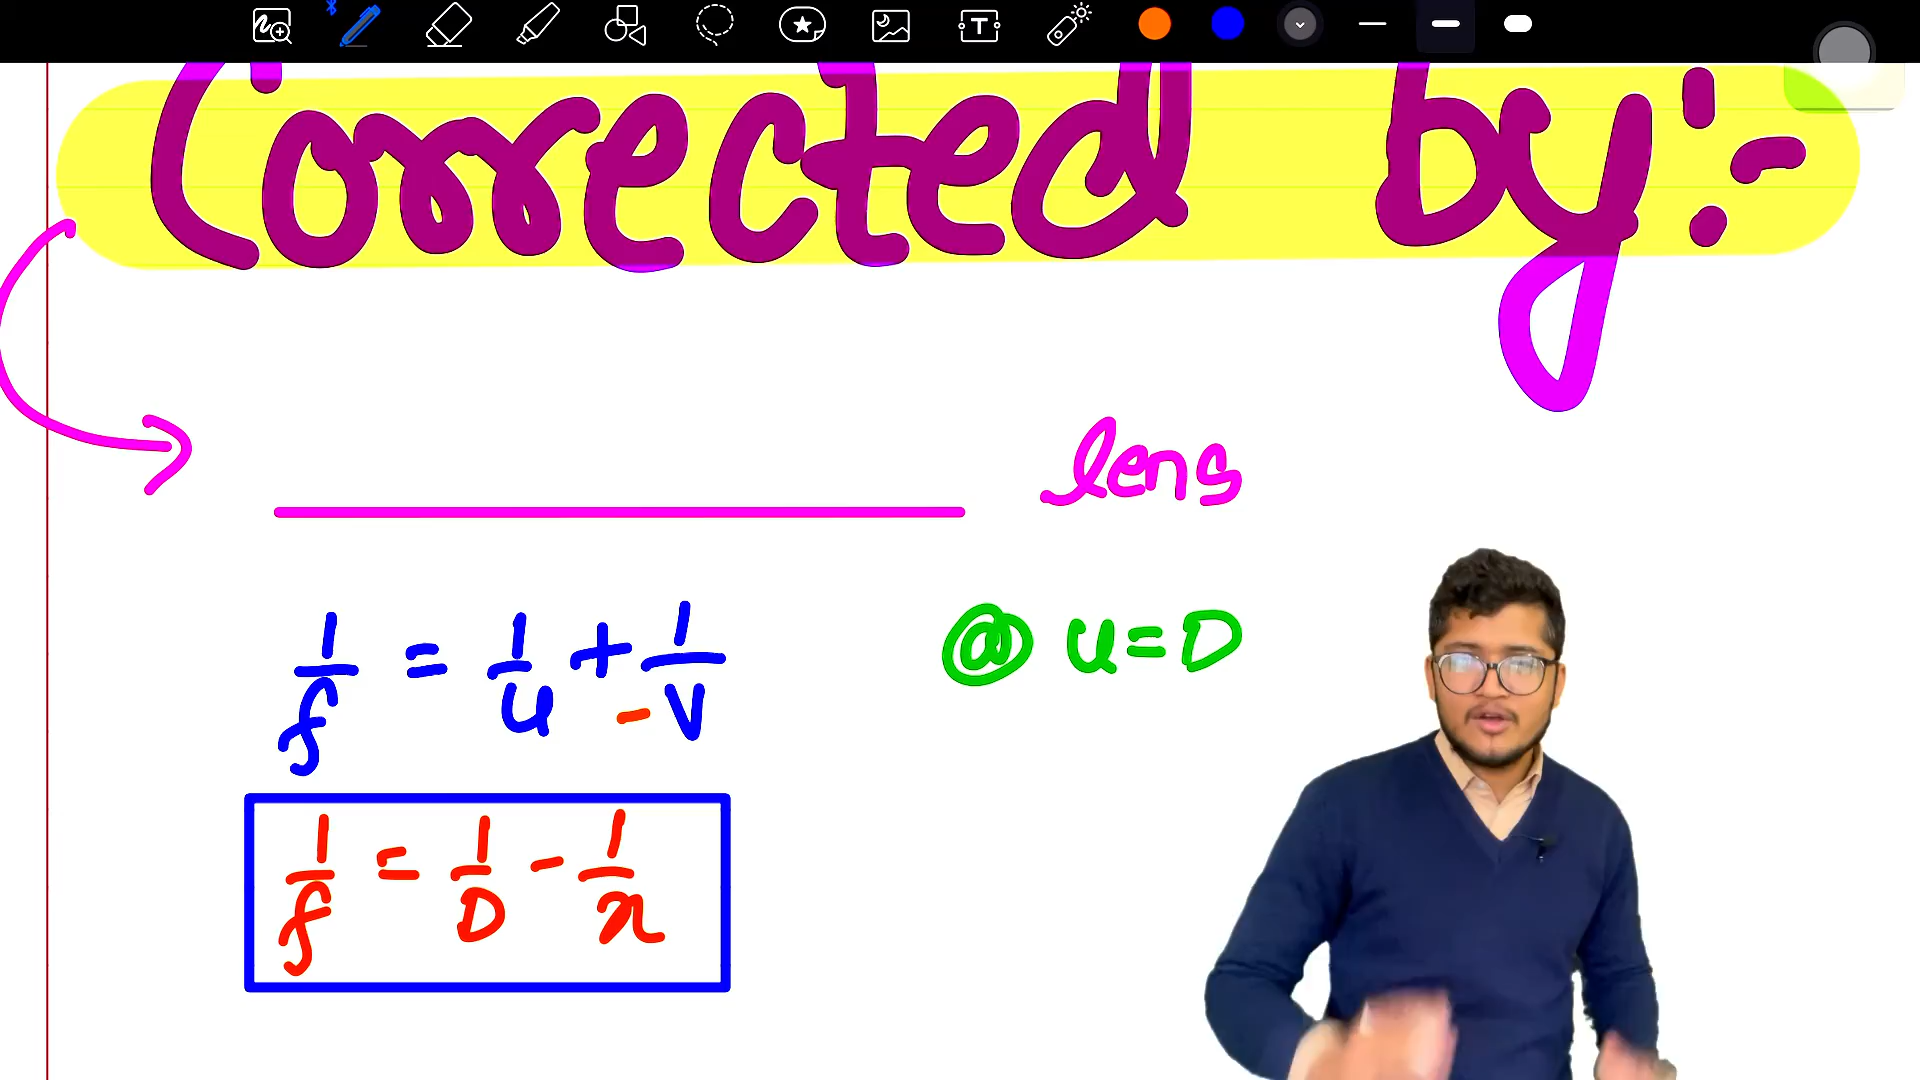 Corrected by:-
lens
1/f = 1/u + 1/-v
@ u=D
1/f = 1/D - 1/x